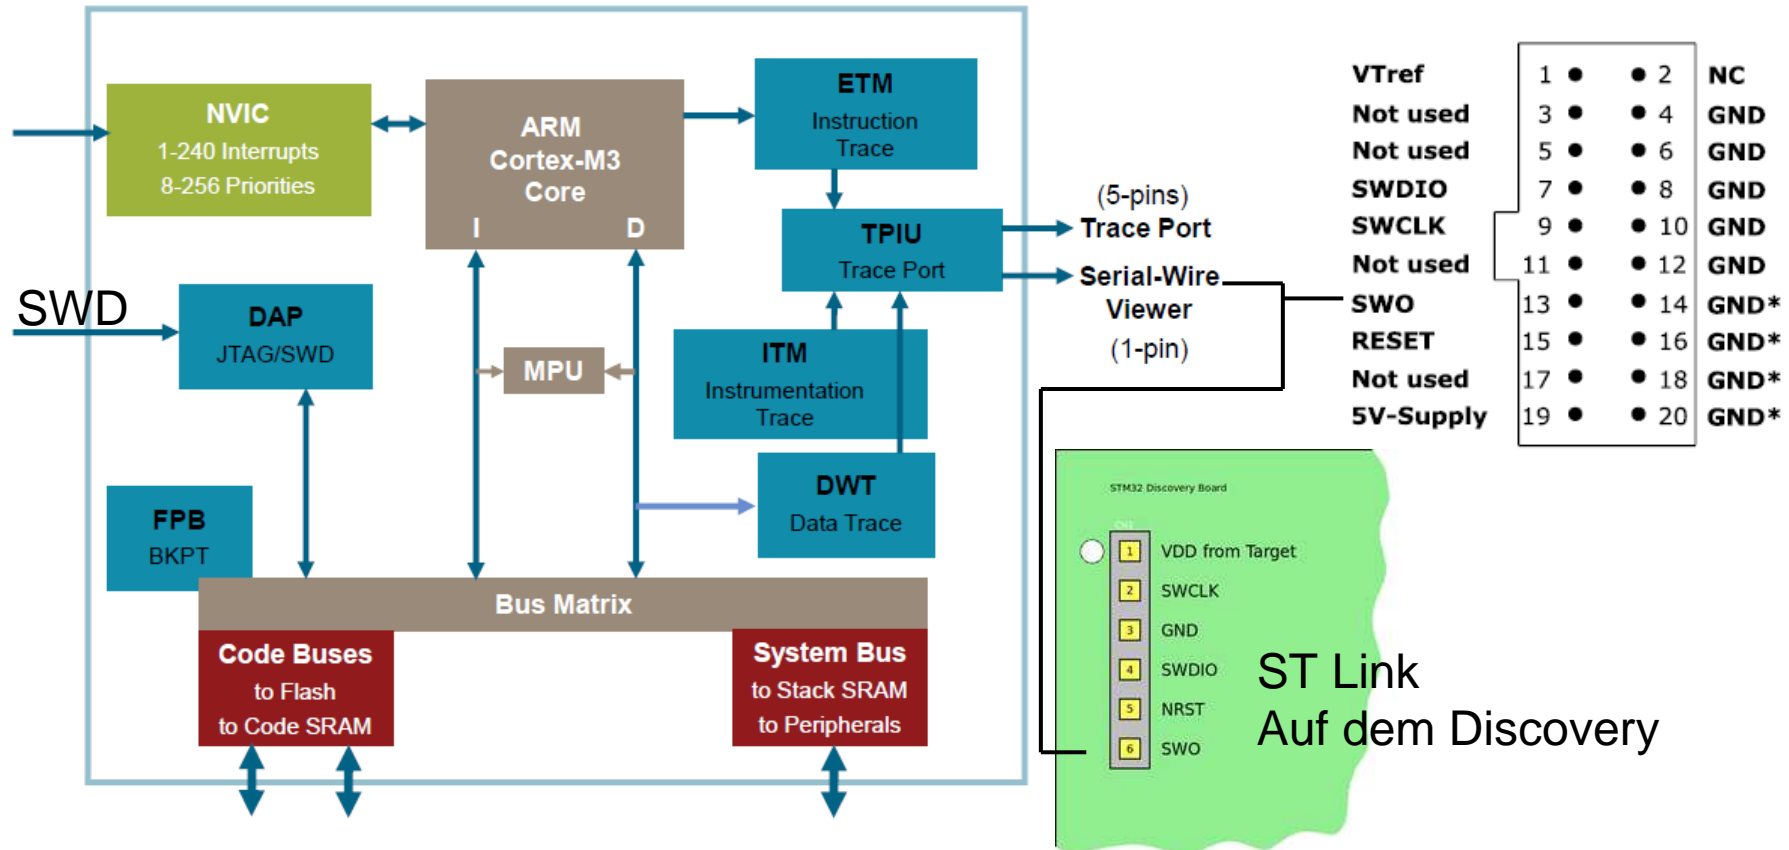 NVIC
1-240 Interrupts
8-256 Priorities
ARM
Cortex-M3
Core
I
D
ETM
Instruction
Trace
TPIU
Trace Port
(5-pins)
Trace Port
Serial-Wire
Viewer
(1-pin)
SWD
DAP
JTAG/SWD
MPU
ITM
Instrumentation
Trace
DWT
Data Trace
FPB
BKPT
Bus Matrix
Code Buses
to Flash
to Code SRAM
System Bus
to Stack SRAM
to Peripherals
VTref 1 2 NC
Not used 3 4 GND
Not used 5 6 GND
SWDIO 7 8 GND
SWCLK 9 10 GND
Not used 11 12 GND
SWO 13 14 GND*
RESET 15 16 GND*
Not used 17 18 GND*
5V-Supply 19 20 GND*
STM32 Discovery Board
CN2
1 VDD from Target
2 SWCLK
3 GND
4 SWDIO
5 NRST
6 SWO
ST Link
Auf dem Discovery